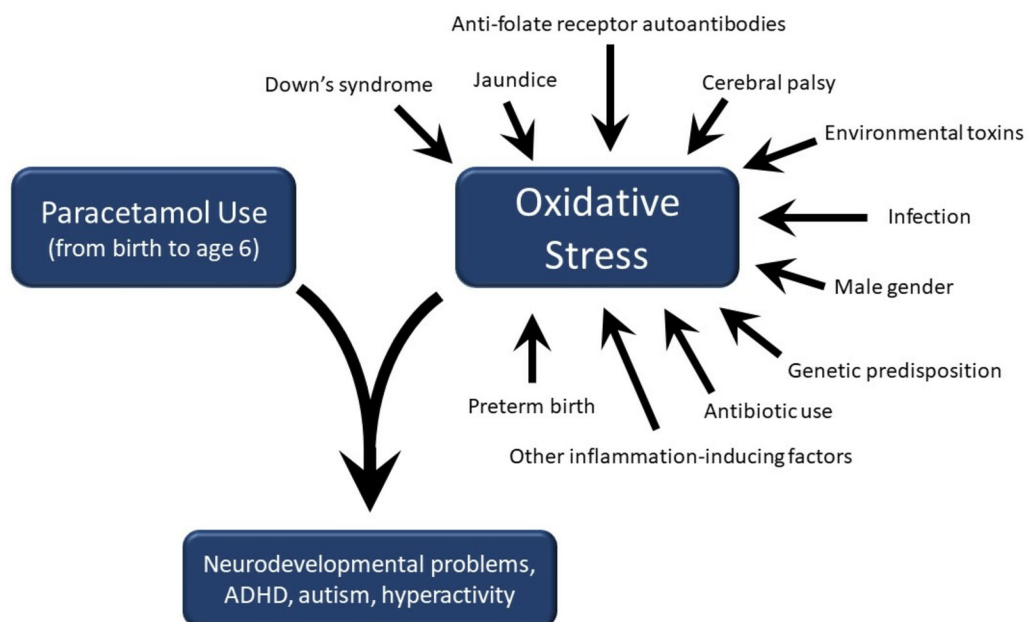 Anti-folate receptor autoantibodies
Down's syndrome
Jaundice
Cerebral palsy
Environmental toxins
Paracetamol Use
(from birth to age 6)
Oxidative
Stress
Infection
Male gender
Genetic predisposition
Preterm birth
Antibiotic use
Other inflammation-inducing factors
Neurodevelopmental problems,
ADHD, autism, hyperactivity